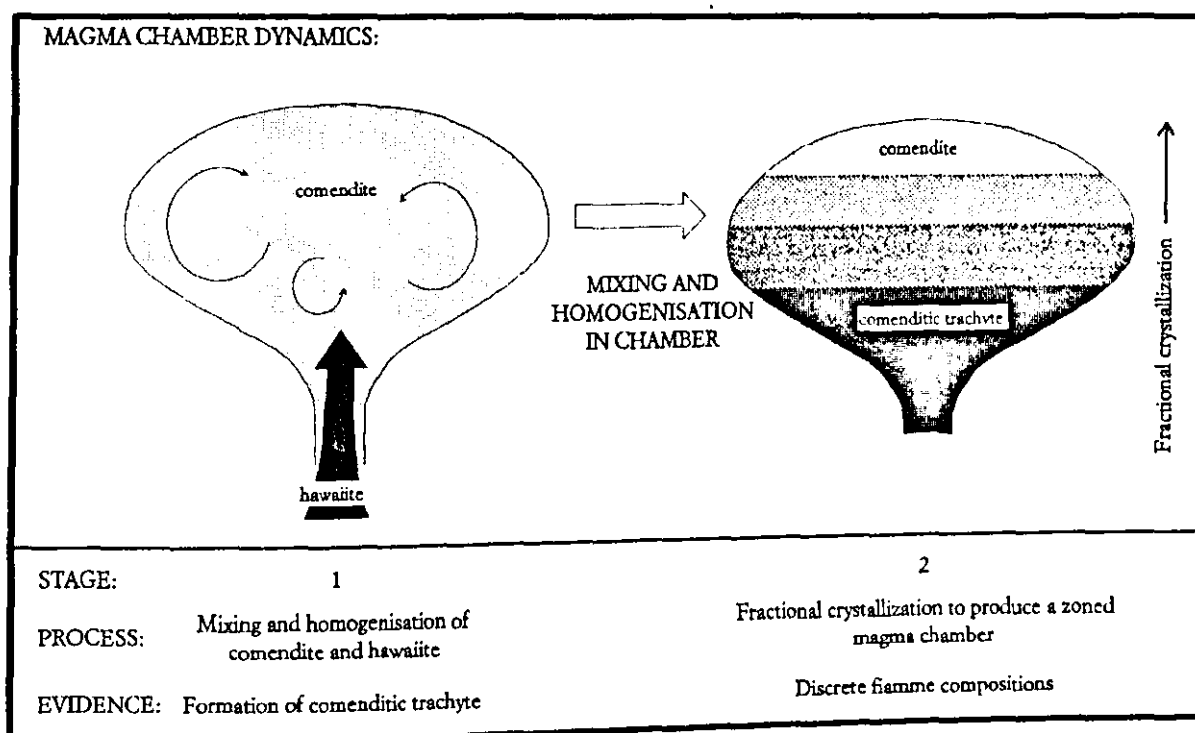 MAGMA CHAMBER DYNAMICS:
comendite
hawaiite
MIXING AND
HOMOGENISATION
IN CHAMBER
comendite
comenditic trachyte
Fractional crystallization
STAGE: 1 2
PROCESS: Mixing and homogenisation of
comendite and hawaiite
Fractional crystallization to produce a zoned
magma chamber
EVIDENCE: Formation of comenditic trachyte
Discrete fiamme compositions